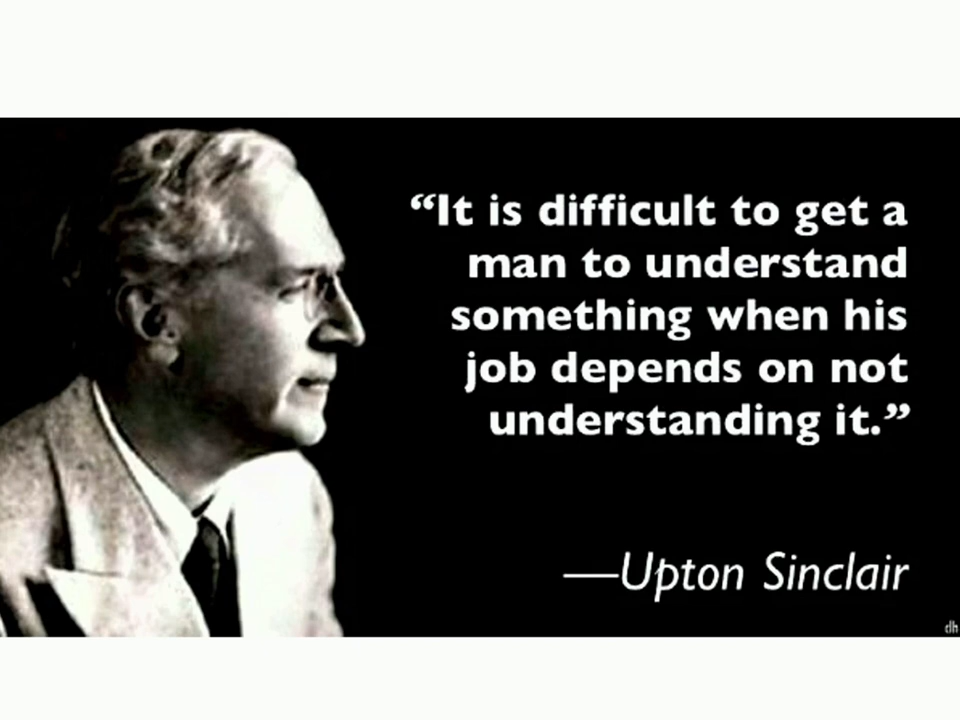 “It is difficult to get a
man to understand
something when his
job depends on not
understanding it.”
—Upton Sinclair
dh